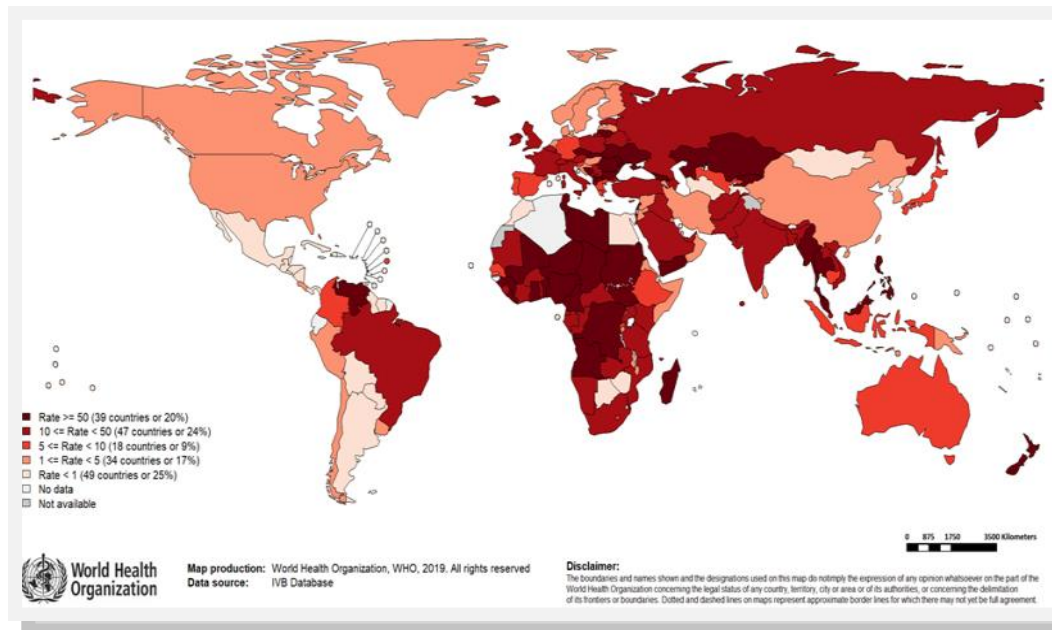 Rate >= 50 (39 countries or 20%)
10 <= Rate < 50 (47 countries or 24%)
5 <= Rate < 10 (18 countries or 9%)
1 <= Rate < 5 (34 countries or 17%)
Rate < 1 (49 countries or 25%)
No data
Not available
0 875 1750 3500 Kilometers
World Health
Organization
Map production: World Health Organization, WHO, 2019. All rights reserved
Data source: IVB Database
Disclaimer:
The boundaries and names shown and the designations used on this map do notimply the expression of any opinion whatsoever on the part of the
World Health Organization concerning the legal status of any country, territory, city or area or of its authorities, or concerning the delimitation
of its frontiers or boundaries. Dotted and dashed lines on maps represent approximate border lines for which there may not yet be full agreement.